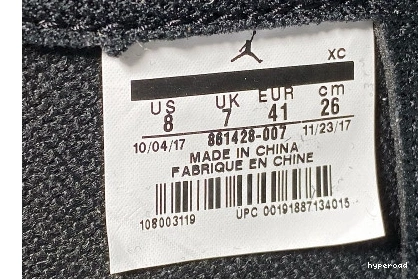 XC
US UK EUR cm
8 7 41 26
10/04/17 861428-007 11/23/17
MADE IN CHINA
FABRIQUE EN CHINE
108003119 UPC 00191887134015
hyperoad